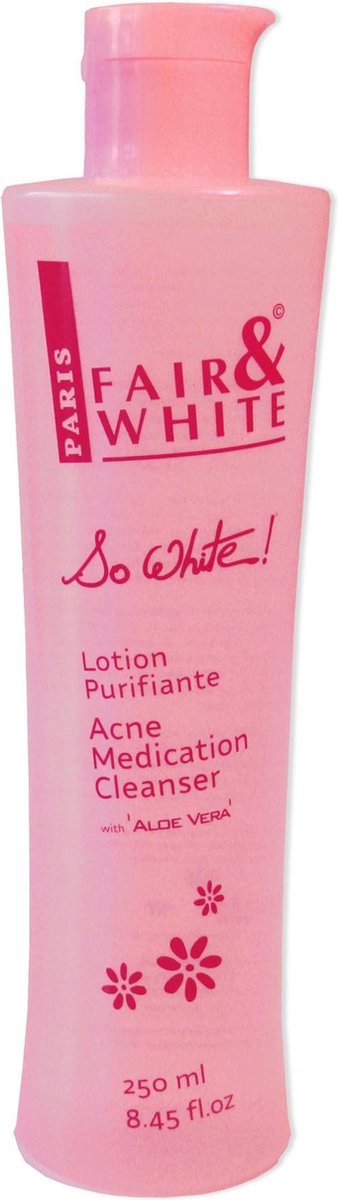 PARIS
FAIR & WHITE ©
So White!
Lotion
Purifiante
Acne
Medication
Cleanser
with 'ALOE VERA'
250 ml
8.45 fl.oz